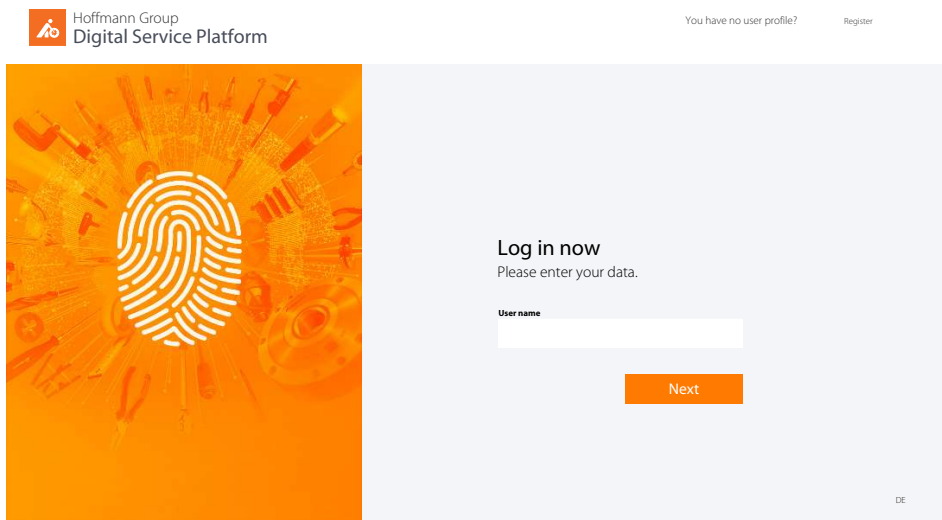 Hoffmann Group
Digital Service Platform
You have no user profile?
Register
Log in now
Please enter your data.
User name
Next
DE